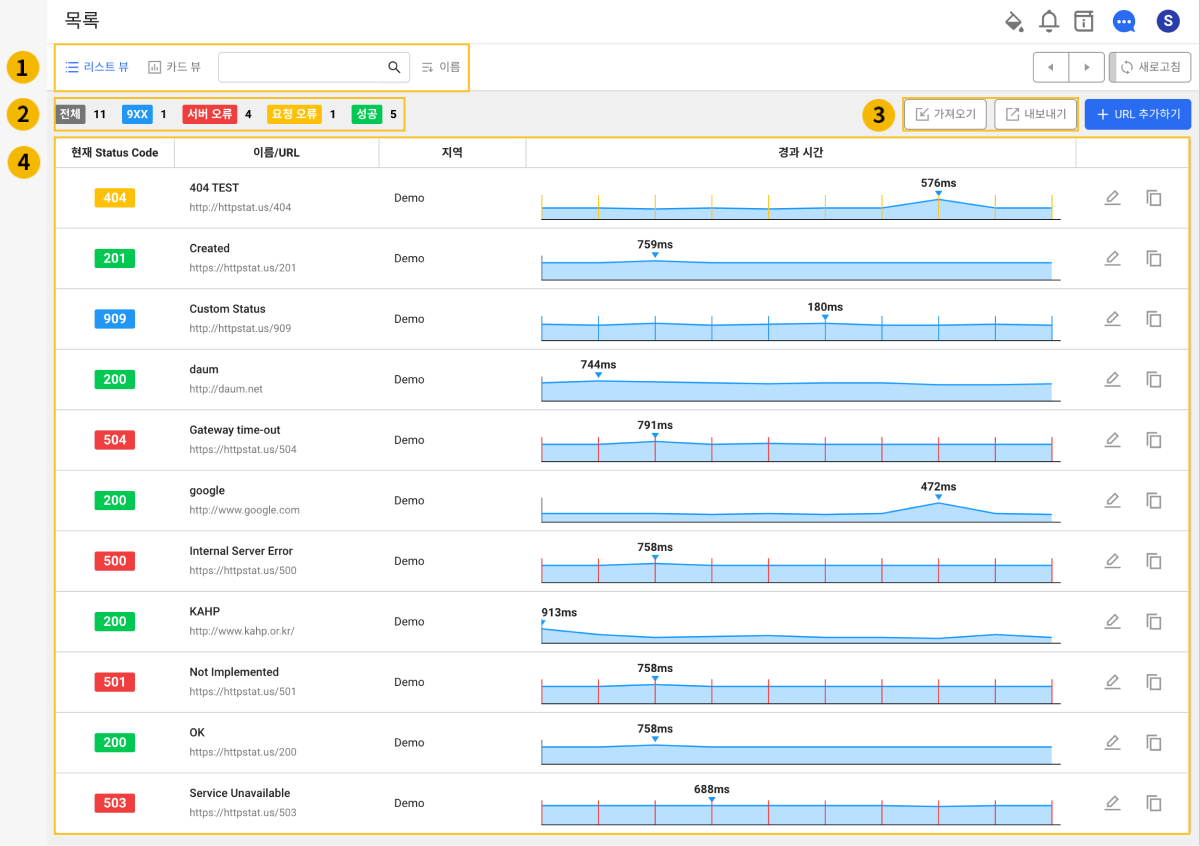 목록
S
1
리스트 뷰 카드 뷰 이름
새로고침
2
전체 11 9XX 1 서버 오류 4 요청 오류 1 성공 5
3
가져오기 내보내기 + URL 추가하기
4
현재 Status Code 이름/URL 지역 경과 시간
404 404 TEST Demo 576ms
http://httpstat.us/404
201 Created Demo 759ms
https://httpstat.us/201
909 Custom Status Demo 180ms
http://httpstat.us/909
200 daum Demo 744ms
http://daum.net
504 Gateway time-out Demo 791ms
https://httpstat.us/504
200 google Demo 472ms
http://www.google.com
500 Internal Server Error Demo 758ms
https://httpstat.us/500
200 KAHP Demo 913ms
http://www.kahp.or.kr/
501 Not Implemented Demo 758ms
https://httpstat.us/501
200 OK Demo 758ms
https://httpstat.us/200
503 Service Unavailable Demo 688ms
https://httpstat.us/503